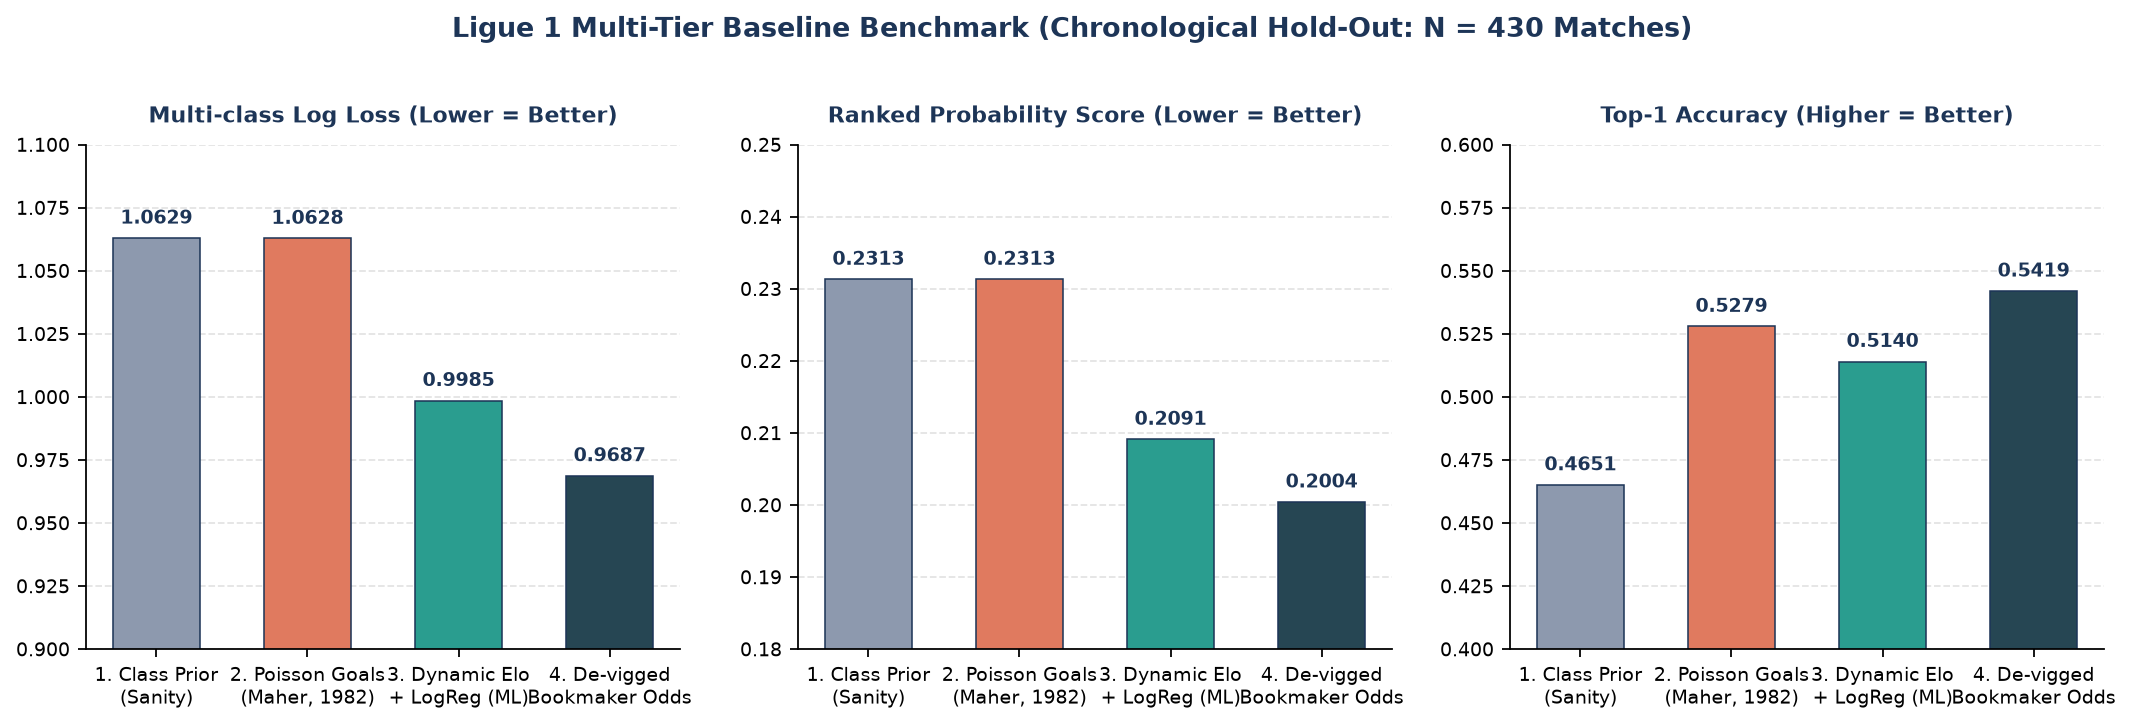 Ligue 1 Multi-Tier Baseline Benchmark (Chronological Hold-Out: N = 430 Matches)
Multi-class Log Loss (Lower = Better)
1.100
1.075
1.050
1.025
1.000
0.975
0.950
0.925
0.900
1.0629
1.0628
0.9985
0.9687
1. Class Prior
(Sanity)
2. Poisson Goals
(Maher, 1982)
3. Dynamic Elo
+ LogReg (ML)
4. De-vigged
Bookmaker Odds
Ranked Probability Score (Lower = Better)
0.25
0.24
0.23
0.22
0.21
0.20
0.19
0.18
0.2313
0.2313
0.2091
0.2004
1. Class Prior
(Sanity)
2. Poisson Goals
(Maher, 1982)
3. Dynamic Elo
+ LogReg (ML)
4. De-vigged
Bookmaker Odds
Top-1 Accuracy (Higher = Better)
0.600
0.575
0.550
0.525
0.500
0.475
0.450
0.425
0.400
0.4651
0.5279
0.5140
0.5419
1. Class Prior
(Sanity)
2. Poisson Goals
(Maher, 1982)
3. Dynamic Elo
+ LogReg (ML)
4. De-vigged
Bookmaker Odds